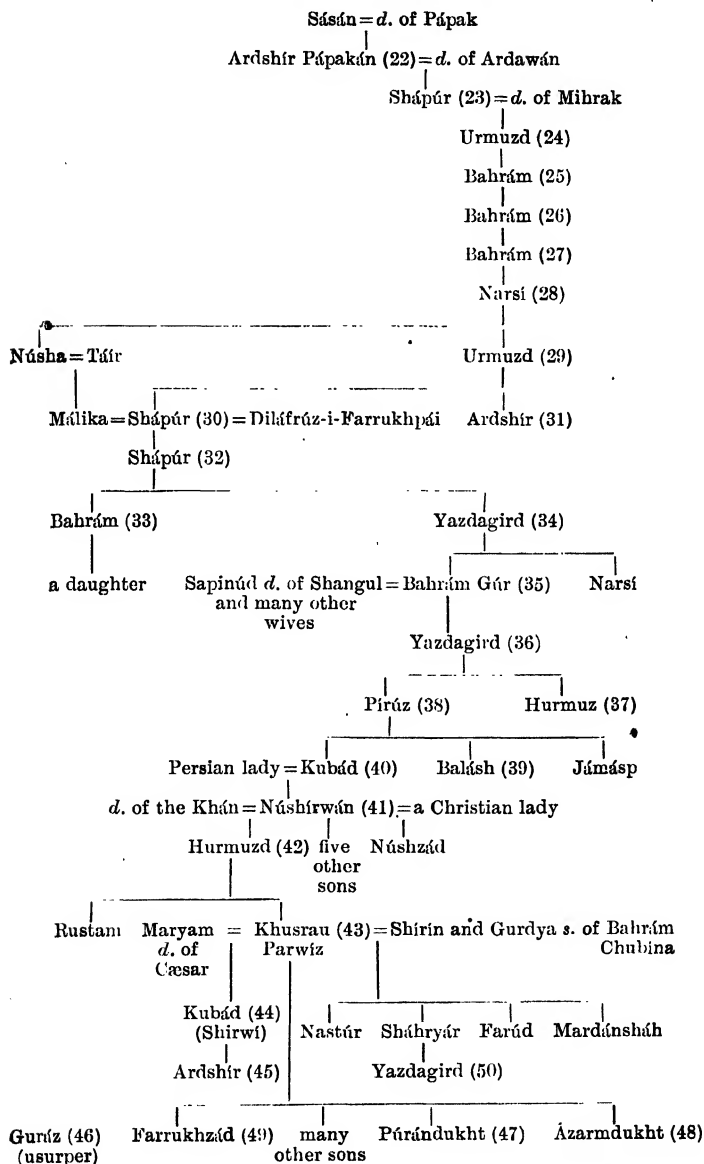 Sásán = d. of Pápak
Ardshír Pápakán (22) = d. of Ardawán
Shápúr (23) = d. of Mihrak
Urmuzd (24)
Bahrám (25)
Bahrám (26)
Bahrám (27)
Narsí (28)
Núsha = Táír Urmuzd (29)
Málika = Shápúr (30) = Diláfrúz-i-Farrukhpái Ardshír (31)
Shápúr (32)
Bahrám (33) Yazdagird (34)
a daughter Sapinúd d. of Shangul = Bahrám Gúr (35) Narsí
and many other
wives
Yazdagird (36)
Pírúz (38) Hurmuz (37)
Persian lady = Kubád (40) Balásh (39) Jámásp
d. of the Khán = Núshírwán (41) = a Christian lady
Hurmuzd (42) five Núshzád
other
sons
Rustam Maryam = Khusrau (43) = Shírín and Gurdya s. of Bahrám
d. of Parwíz Chubina
Cæsar
Kubád (44) Nastúr Sháhryár Farúd Mardánsháh
(Shirwí)
Ardshír (45) Yazdagird (50)
Guráz (46) Farrukhzád (49) many Púrándukht (47) Ázarmdukht (48)
(usurper) other sons